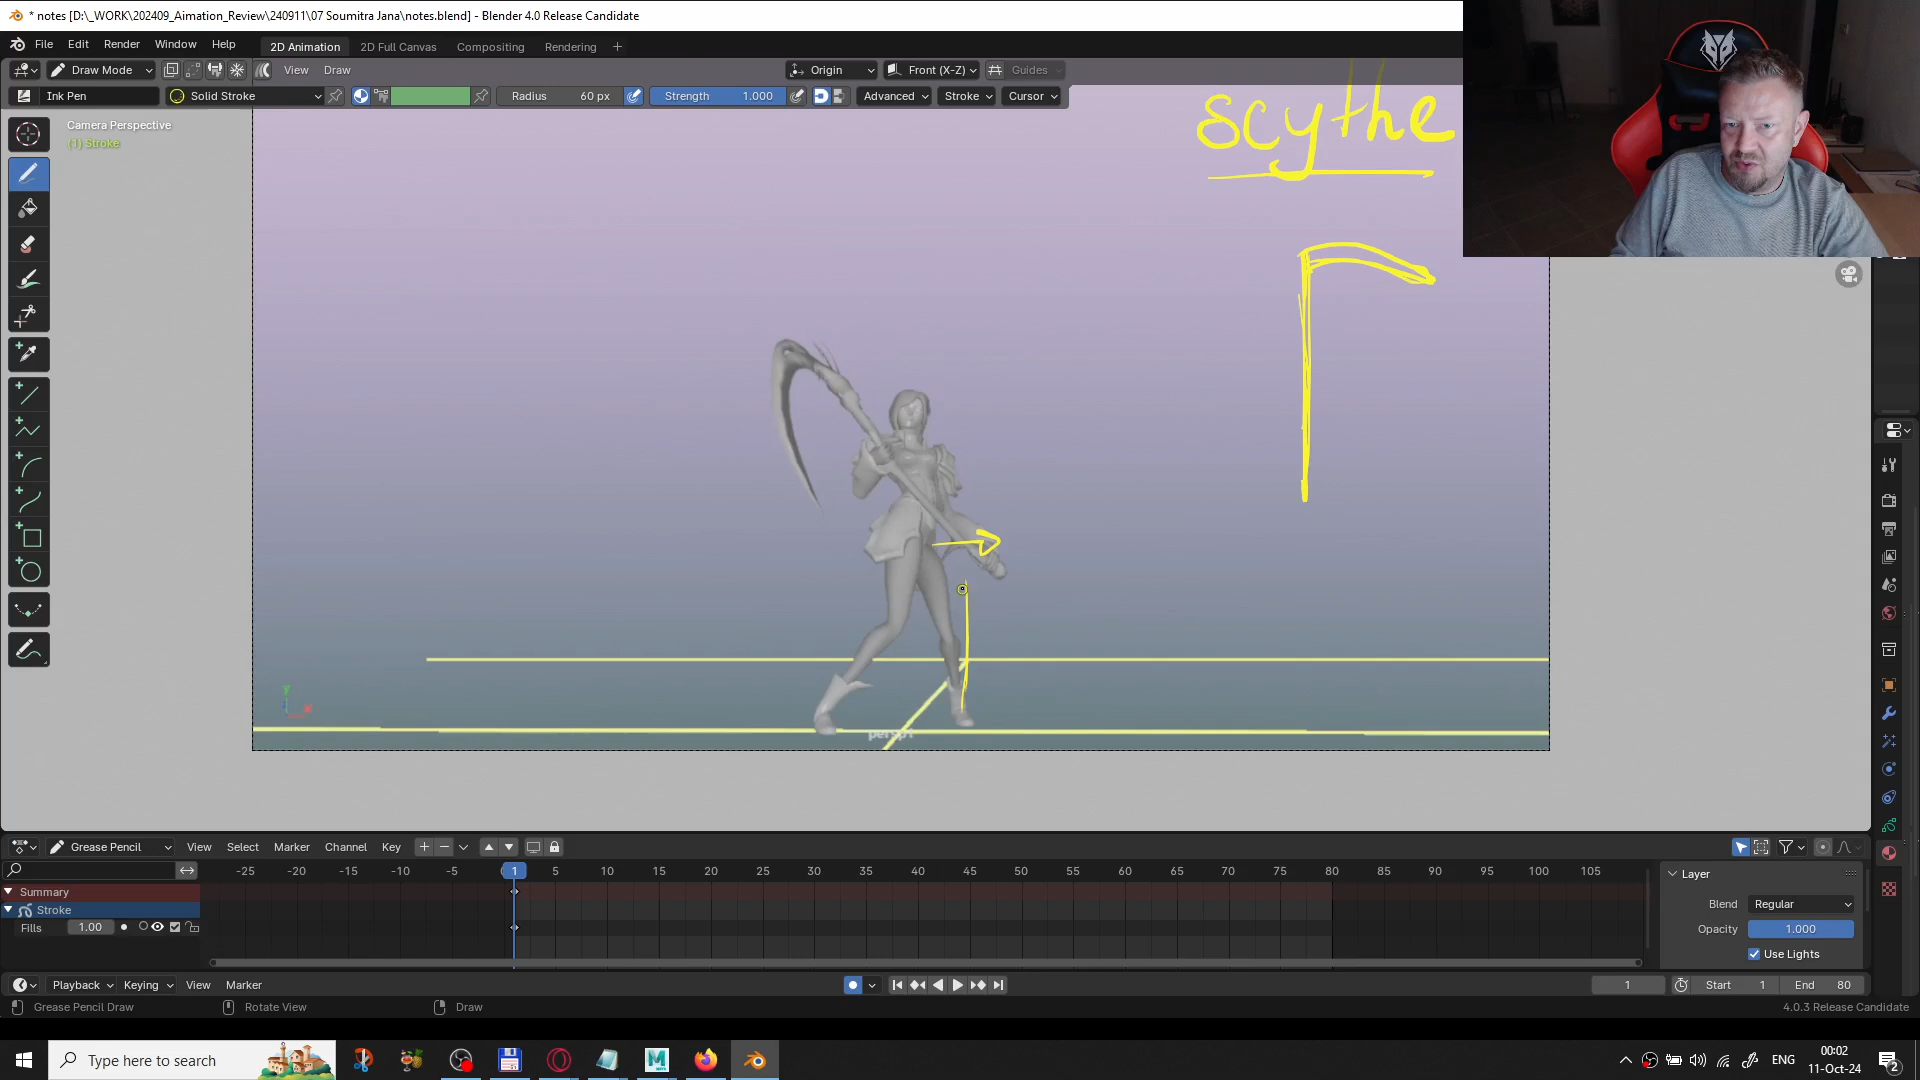 * notes [D:\_WORK\202409_Aimation_Review\240911\07 Soumitra Jana\notes.blend] - Blender 4.0 Release Candidate
File Edit Render Window Help 2D Animation 2D Full Canvas Compositing Rendering +
Draw Mode View Draw Origin Front (X-Z) Guides
Ink Pen Solid Stroke Radius 60 px Strength 1.000 Advanced Stroke Cursor
Camera Perspective
(1) Stroke
scythe
persp1
Grease Pencil View Select Marker Channel Key
-25 -20 -15 -10 -5 1 5 10 15 20 25 30 35 40 45 50 55 60 65 70 75 80 85 90 95 100 105
Layer
Summary
Blend Regular
Stroke
Fills 1.00
Opacity 1.000
Use Lights
Playback Keying View Marker 1 Start 1 End 80
Grease Pencil Draw Rotate View Draw 4.0.3 Release Candidate
Type here to search
ENG
00:02
11-Oct-24
2